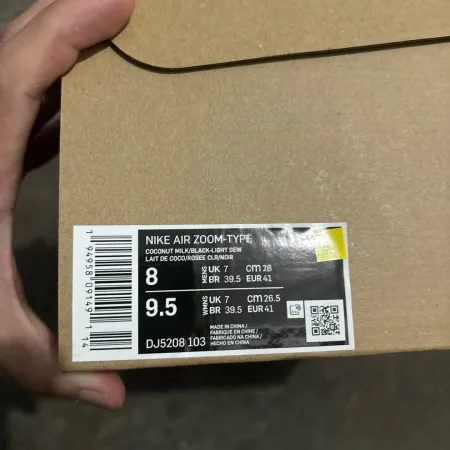 NIKE AIR ZOOM-TYPE
COCONUT MILK/BLACK-LIGHT DEW
LAIT DE COCO/ROSEE CLR/NOIR
8 MENS UK 7 CM 26
BR 39.5 EUR 41
9.5 WMNS UK 7 CM 26.5
BR 39.5 EUR 41
MADE IN CHINA /
FABRIQUE EN CHINE /
FABRICADO NA CHINA /
HECHO EN CHINA
DJ5208 103
1 94958 09149 1
14